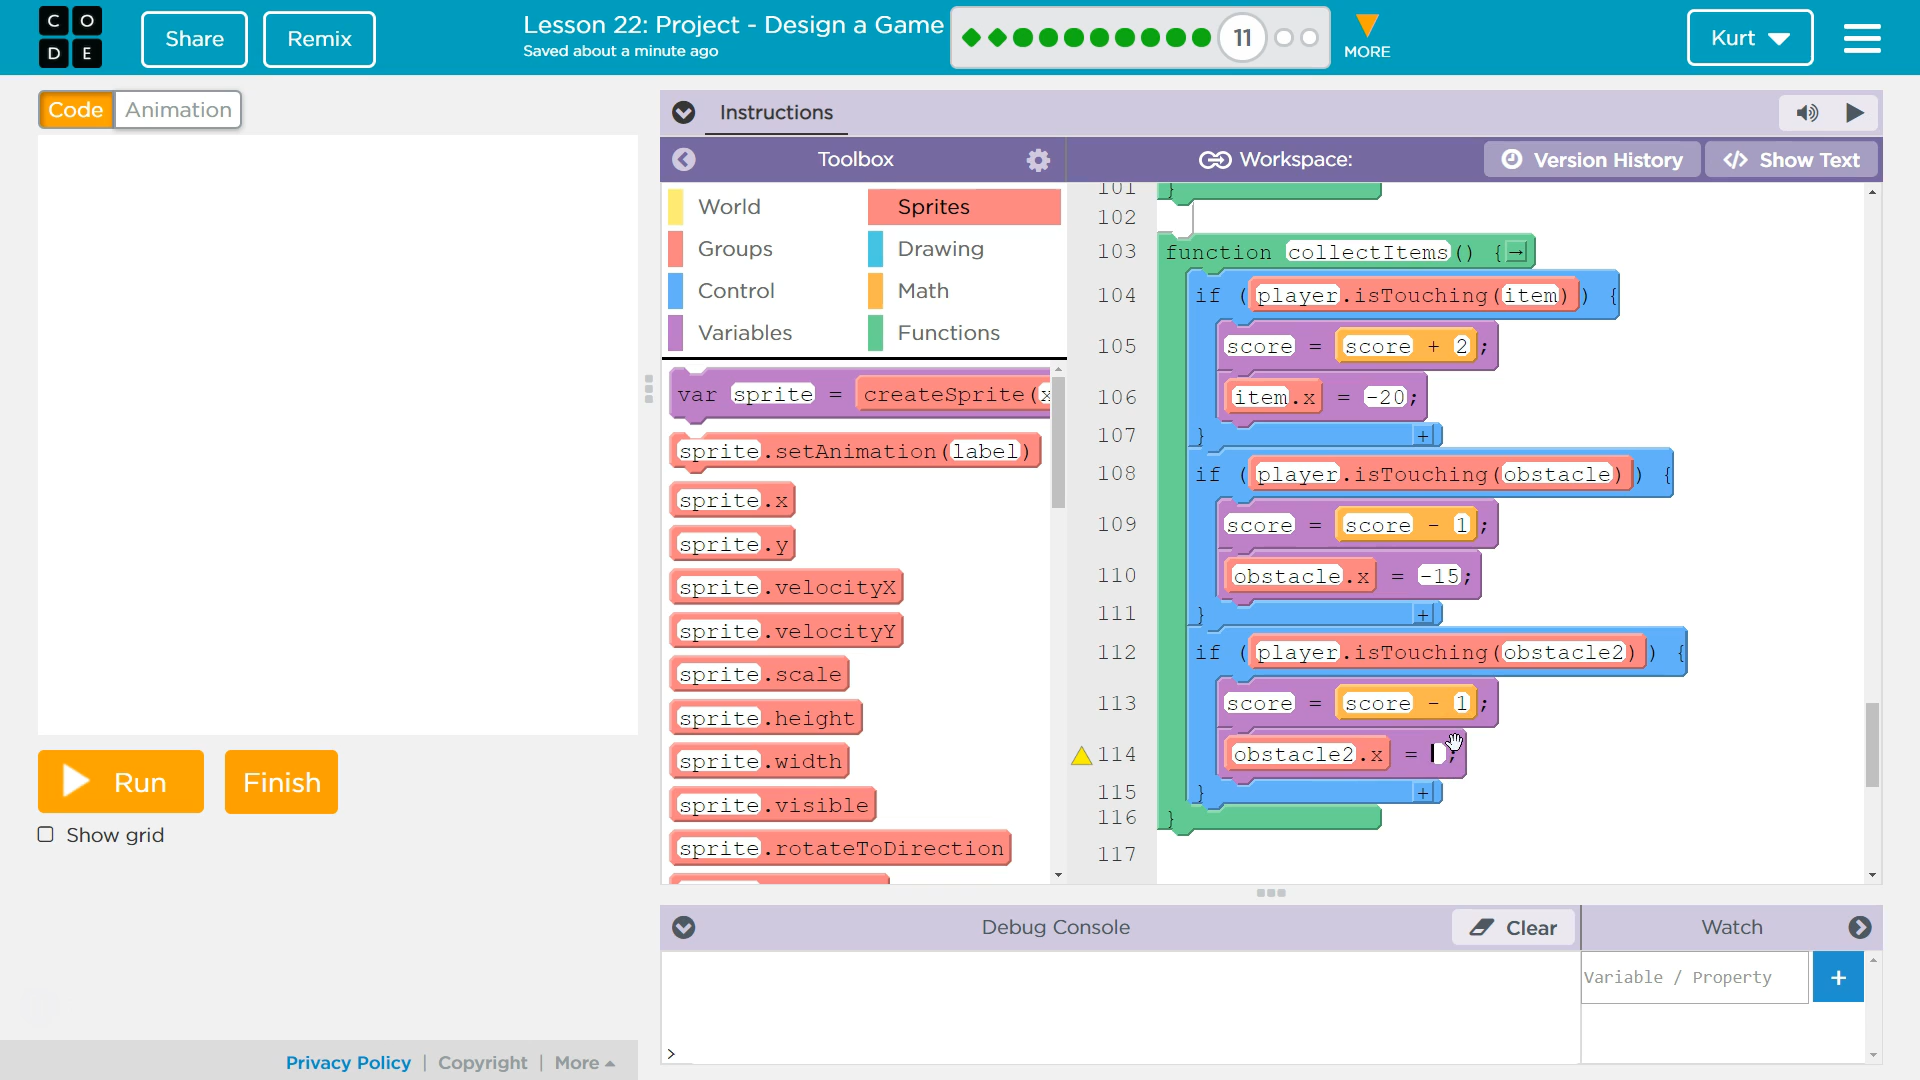 CODE
Share
Remix
Lesson 22: Project - Design a Game
Saved about a minute ago
11
MORE
Kurt
Code
Animation
Instructions
Toolbox
Workspace:
Version History
Show Text
World
Sprites
Groups
Drawing
Control
Math
Variables
Functions
var sprite = createSprite(x
sprite.setAnimation(label)
sprite.x
sprite.y
sprite.velocityX
sprite.velocityY
sprite.scale
sprite.height
sprite.width
sprite.visible
sprite.rotateToDirection
101 }
102
103 function collectItems() {→
104 if (player.isTouching(item)) {
105 score = score + 2;
106 item.x = -20;
107 } +
108 if (player.isTouching(obstacle)) {
109 score = score - 1;
110 obstacle.x = -15;
111 } +
112 if (player.isTouching(obstacle2)) {
113 score = score - 1;
114 obstacle2.x = ;
115 } +
116 }
117
Run
Finish
Show grid
Debug Console
Clear
Watch
Variable / Property
+
>
Privacy Policy | Copyright | More